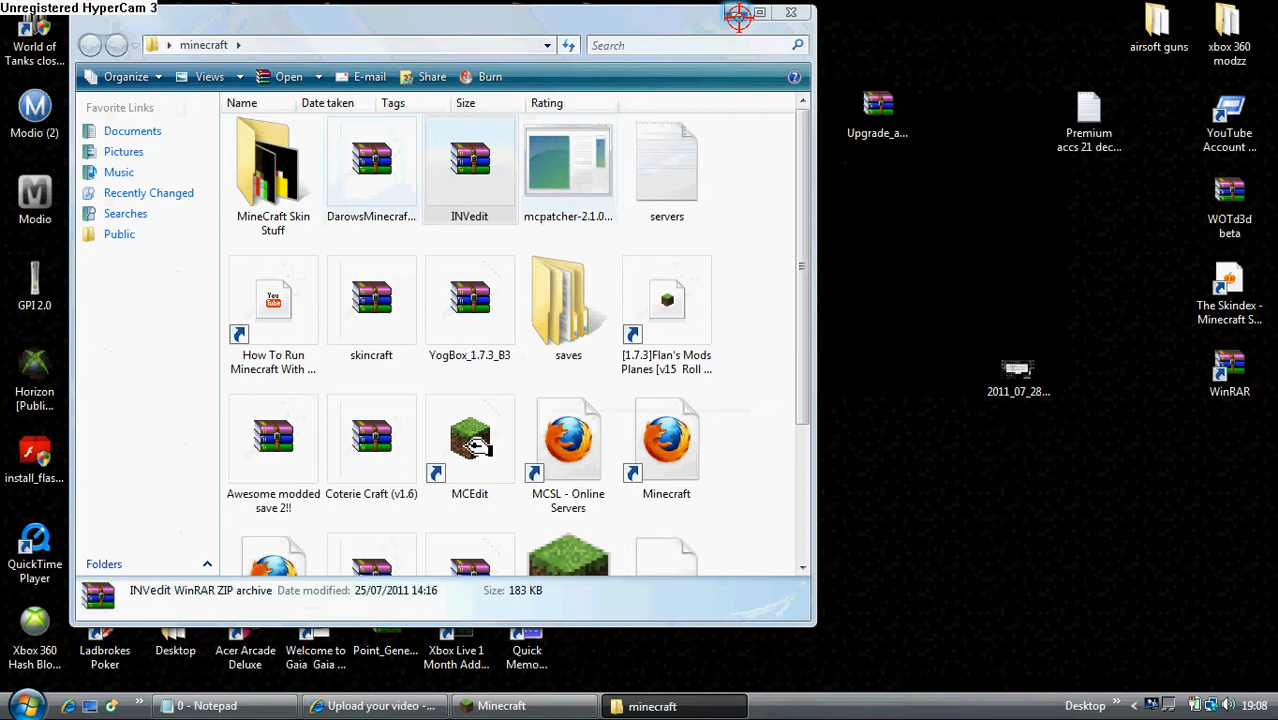 Unregistered HyperCam 3
World of
Tanks clos...
Modio (2)
Modio
GPI 2.0
Horizon
[Publi...
install_flas...
QuickTime
Player
Xbox 360
Hash Blo...
minecraft
Search
Organize
Views
Open
E-mail
Share
Burn
Favorite Links
Documents
Pictures
Music
Recently Changed
Searches
Public
Folders
Name
Date taken
Tags
Size
Rating
MineCraft Skin
Stuff
DarowsMinecraf...
INVedit
mcpatcher-2.1.0...
servers
You
Tube
How To Run
Minecraft With ...
skincraft
YogBox_1.7.3_B3
saves
[1.7.3]Flan's Mods
Planes [v15 Roll ...
Awesome modded
save 2!!
Coterie Craft (v1.6)
MCEdit
MCSL - Online
Servers
Minecraft
INVedit WinRAR ZIP archive
Date modified: 25/07/2011 14:16
Size: 183 KB
Ladbrokes
Poker
Desktop
Acer Arcade
Deluxe
Welcome to
Gaia Gaia ...
Point_Gene...
Xbox Live 1
Month Add...
Quick
Memo...
airsoft guns
xbox 360
modzz
Upgrade_a...
Premium
accs 21 dec...
YouTube
Account ...
WOTd3d
beta
The Skindex -
Minecraft S...
2011_07_28...
WinRAR
0 - Notepad
Upload your video - ...
Minecraft
minecraft
Desktop
19:08